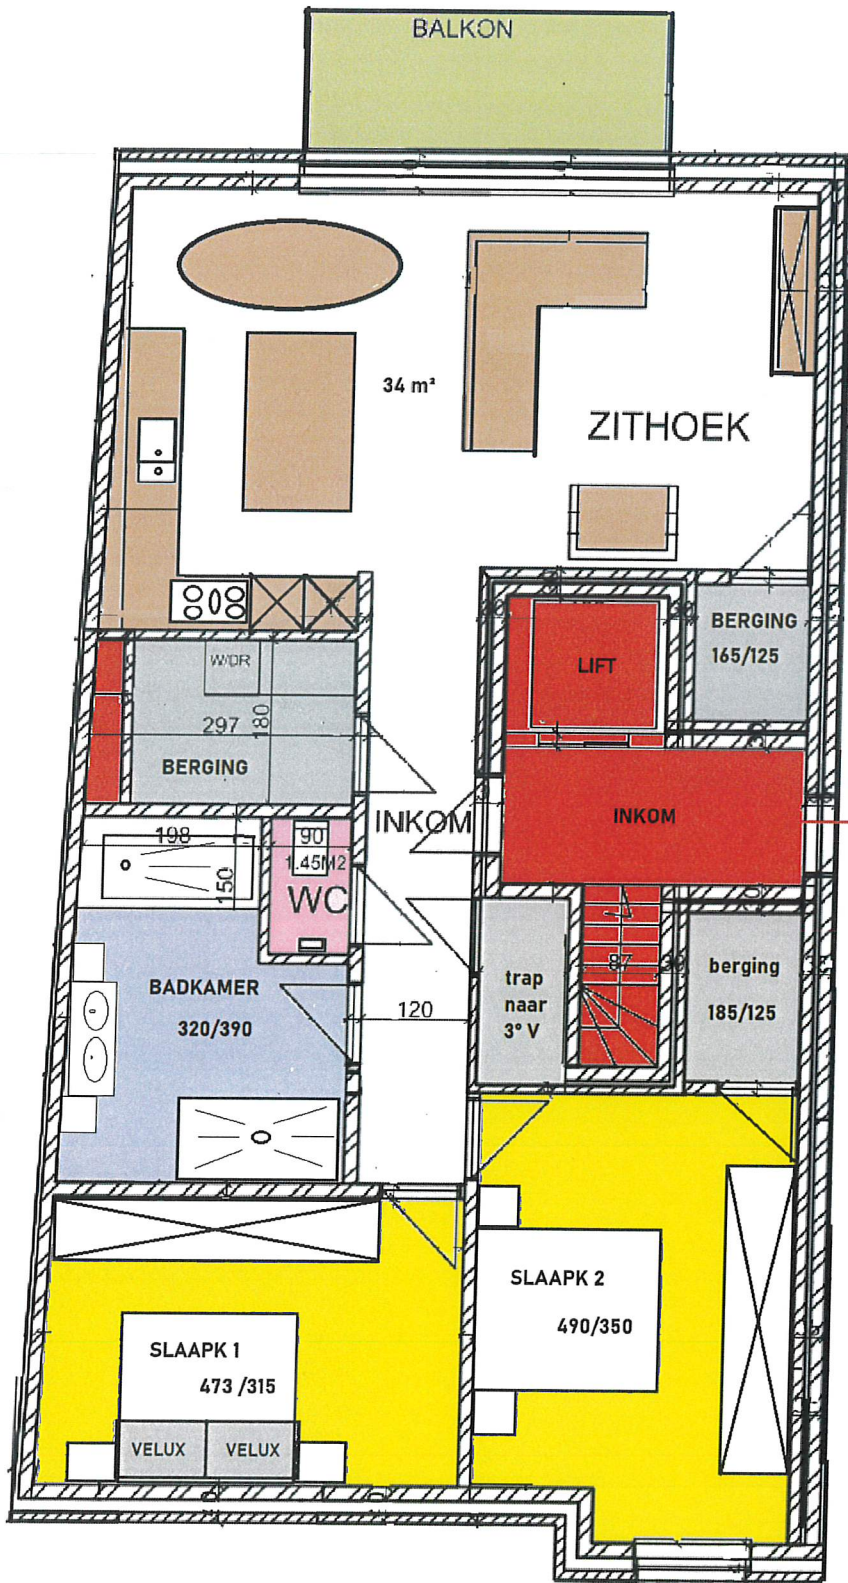 BALKON
34 m²
ZITHOEK
BERGING
165/125
LIFT
W/DR
297
180
BERGING
INKOM
INKOM
198
90
1.45M2
150
WC
BADKAMER
320/390
120
trap
naar
3° V
87
30
berging
185/125
SLAAPK 2
490/350
SLAAPK 1
473 /315
VELUX
VELUX